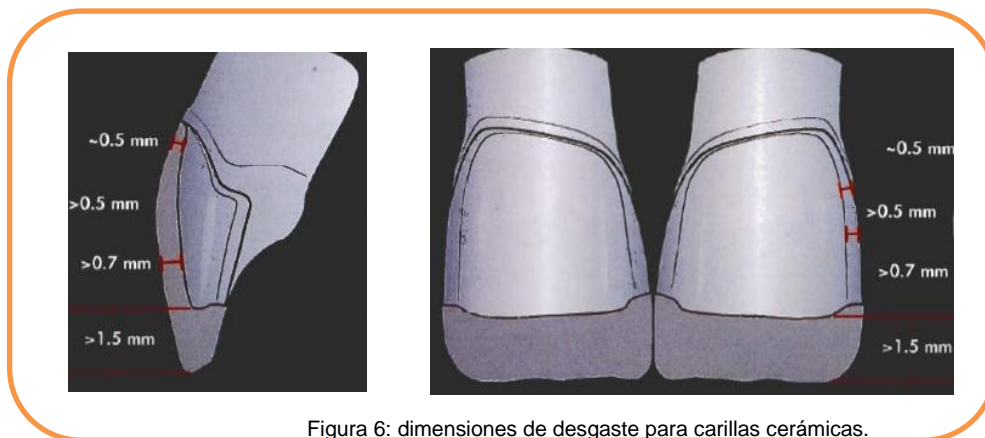 ~0.5 mm
>0.5 mm
>0.7 mm
>1.5 mm
~0.5 mm
>0.5 mm
>0.7 mm
>1.5 mm
Figura 6: dimensiones de desgaste para carillas cerámicas.